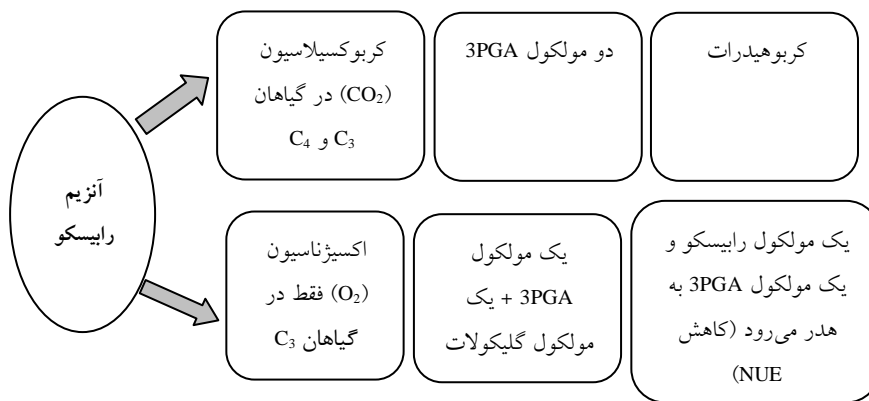 آنزیم
رابیسکو
کربوکسیلاسیون
(CO₂) در گیاهان
C₃ و C₄
دو مولکول 3PGA
کربوهیدرات
اکسیژناسیون
(O₂) فقط در
گیاهان C₃
یک مولکول
3PGA + یک
مولکول گلیکولات
یک مولکول رابیسکو و
یک مولکول 3PGA به
هدر می‌رود (کاهش
NUE)